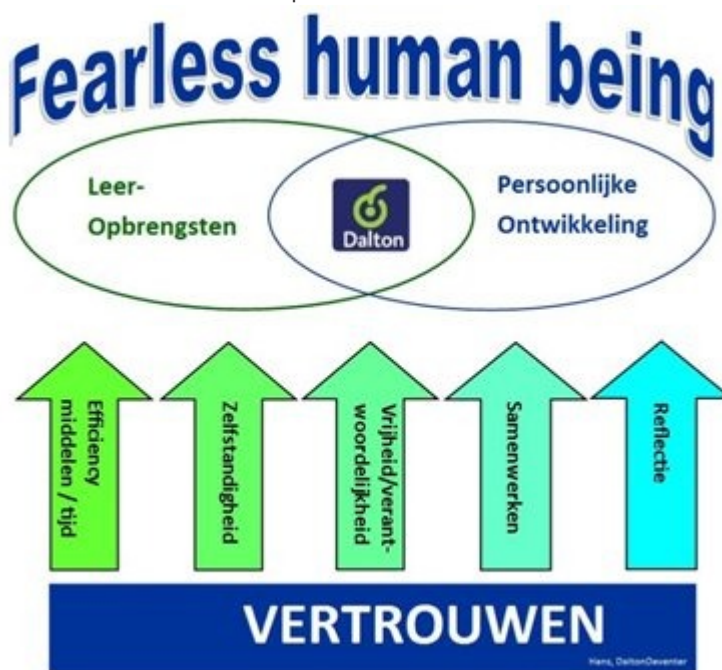 Fearless human being
Leer-
Opbrengsten
Dalton
Persoonlijke
Ontwikkeling
Efficiency
middelen / tijd
Zelfstandigheid
Vrijheid/verant-
woordelijkheid
Samenwerken
Reflectie
VERTROUWEN
Hans, DaltonDeventer